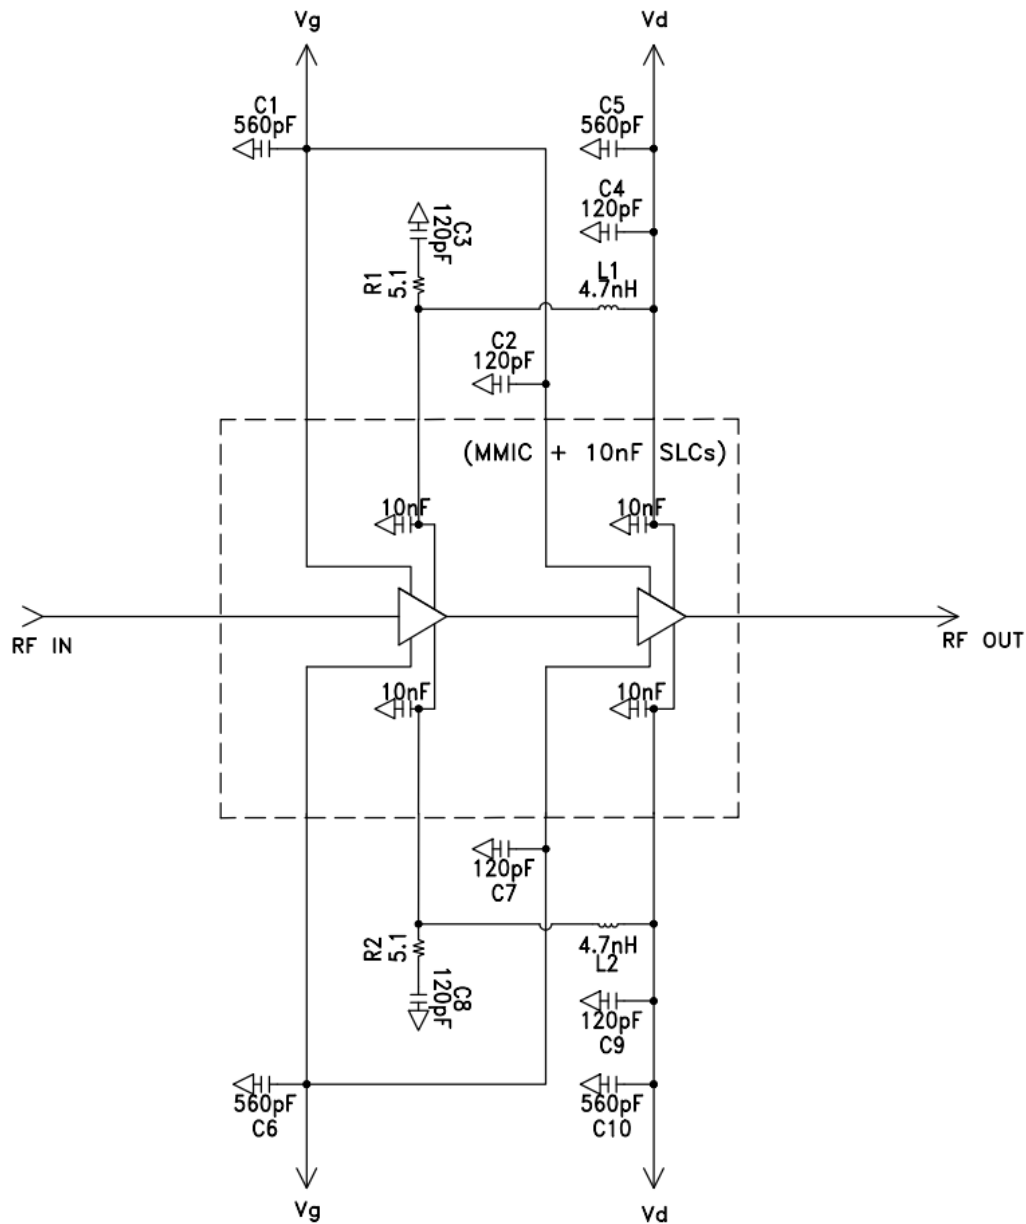 Vg
Vd
C1
560pF
C5
560pF
C4
120pF
C3
120pF
R1
5.1
L1
4.7nH
C2
120pF
(MMIC + 10nF SLCs)
10nF
10nF
RF IN
RF OUT
10nF
10nF
120pF
C7
R2
5.1
4.7nH
L2
C8
120pF
120pF
C9
560pF
C6
560pF
C10
Vg
Vd